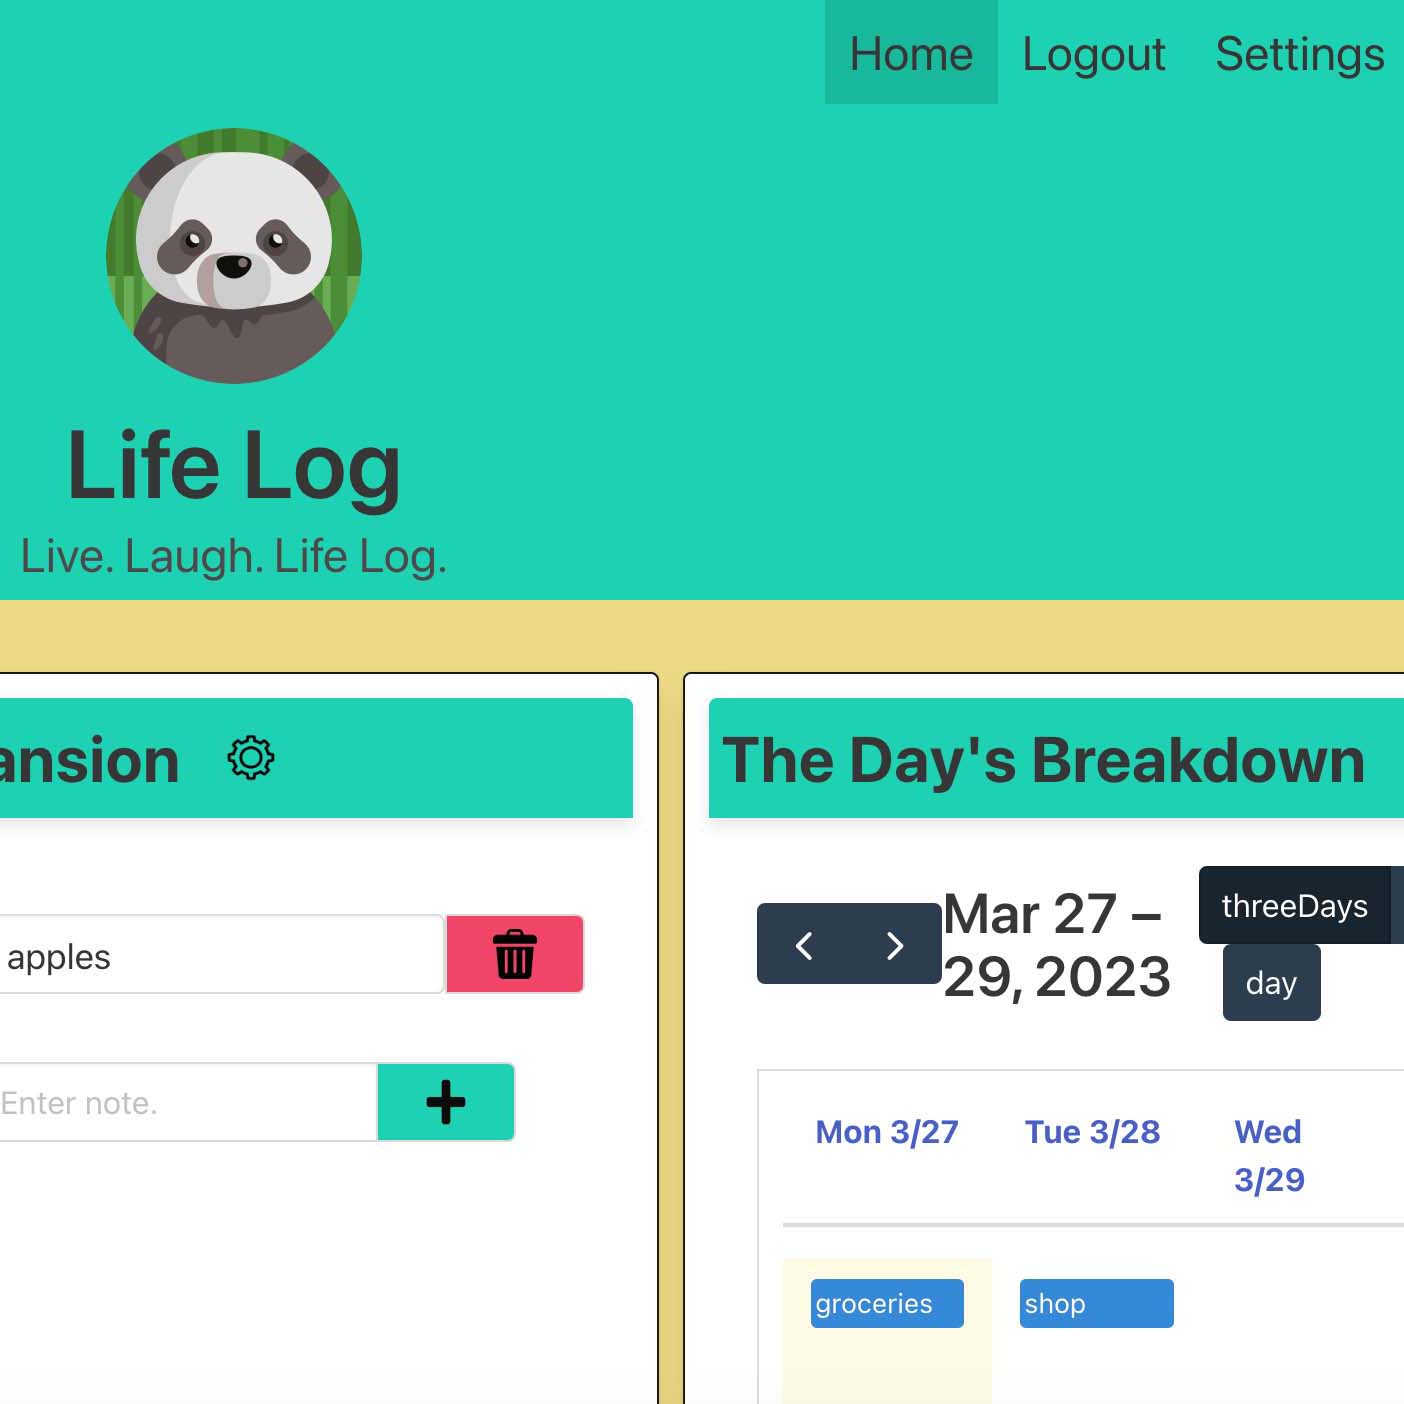 Home Logout Settings
Life Log
Live. Laugh. Life Log.
ansion
apples
Enter note.
The Day's Breakdown
Mar 27 –
29, 2023
threeDays
day
Mon 3/27 Tue 3/28 Wed
3/29
groceries shop